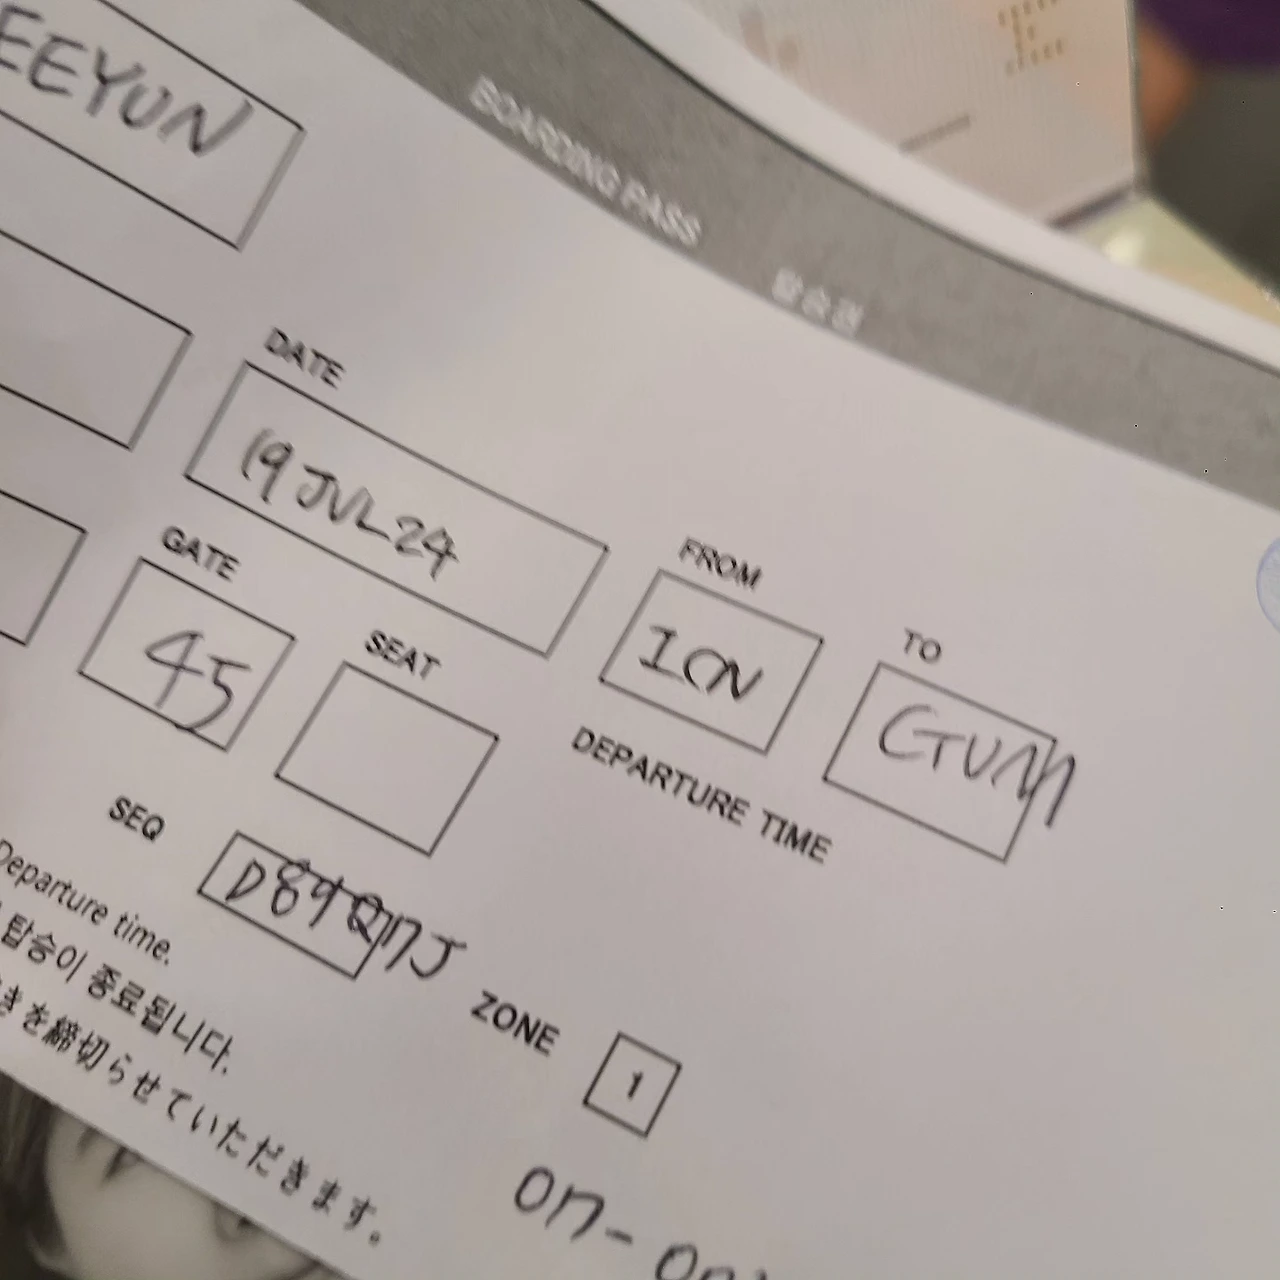 EEYUN
BOARDING PASS 탑승권
DATE
19 JUL 24
FROM
ICN
TO
GUM
GATE
45
SEAT
DEPARTURE TIME
SEQ
D89QNJ
ZONE
1
Departure time.
탑승이 종료됩니다.
きを締切らせていただきます。